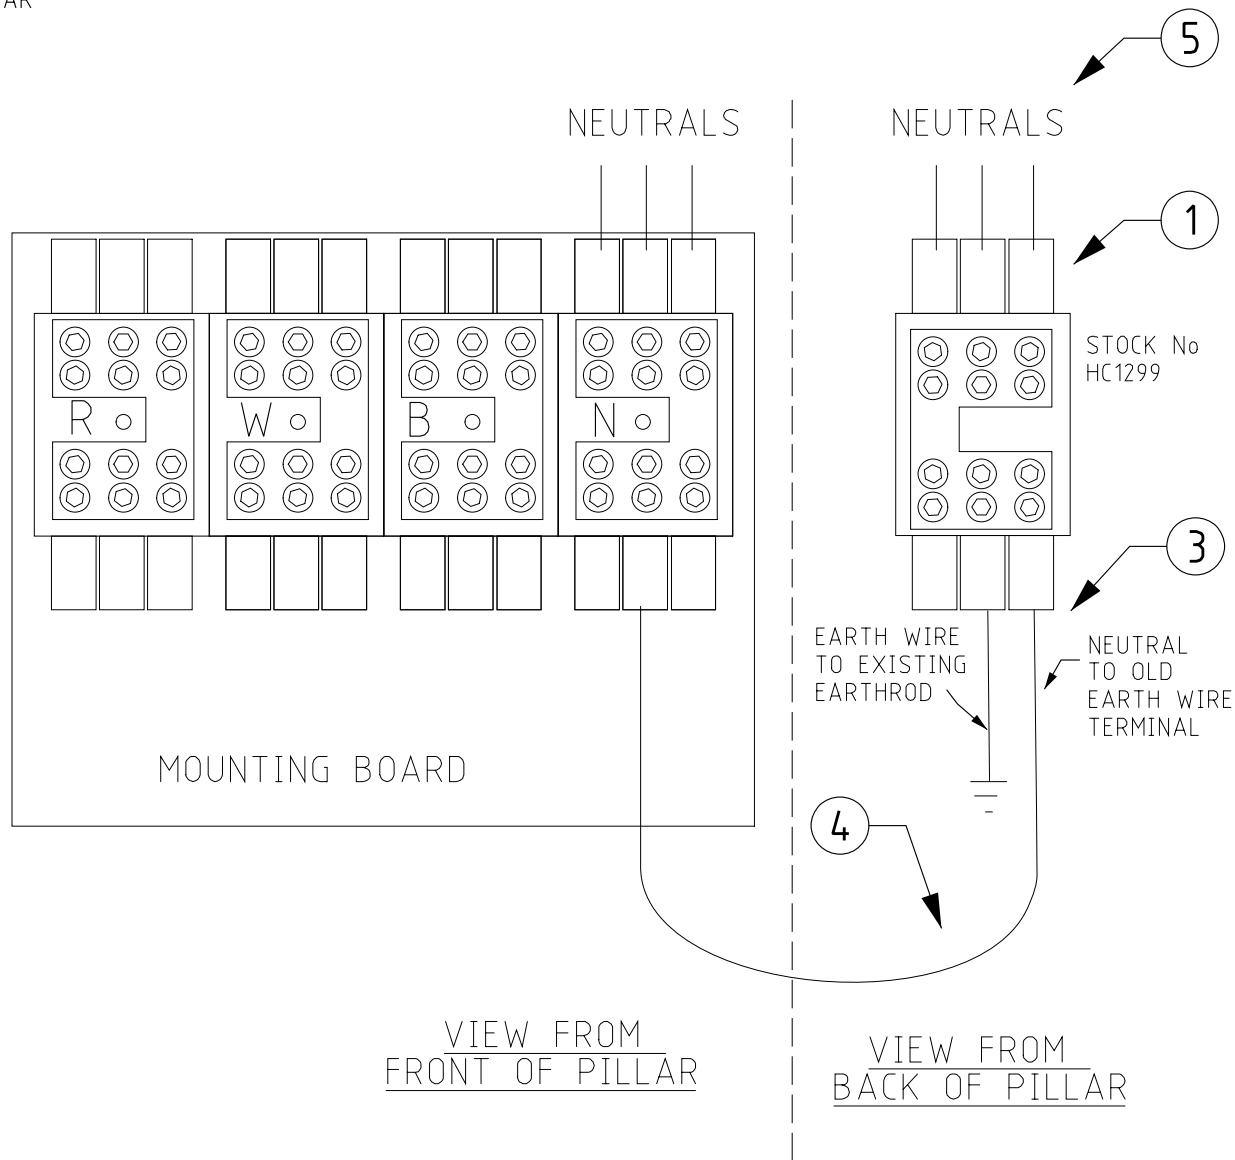 5
NEUTRALS
NEUTRALS
1
STOCK No
HC1299
R
W
B
N
3
EARTH WIRE
TO EXISTING
EARTHROD
NEUTRAL
TO OLD
EARTH WIRE
TERMINAL
MOUNTING BOARD
4
VIEW FROM
FRONT OF PILLAR
VIEW FROM
BACK OF PILLAR